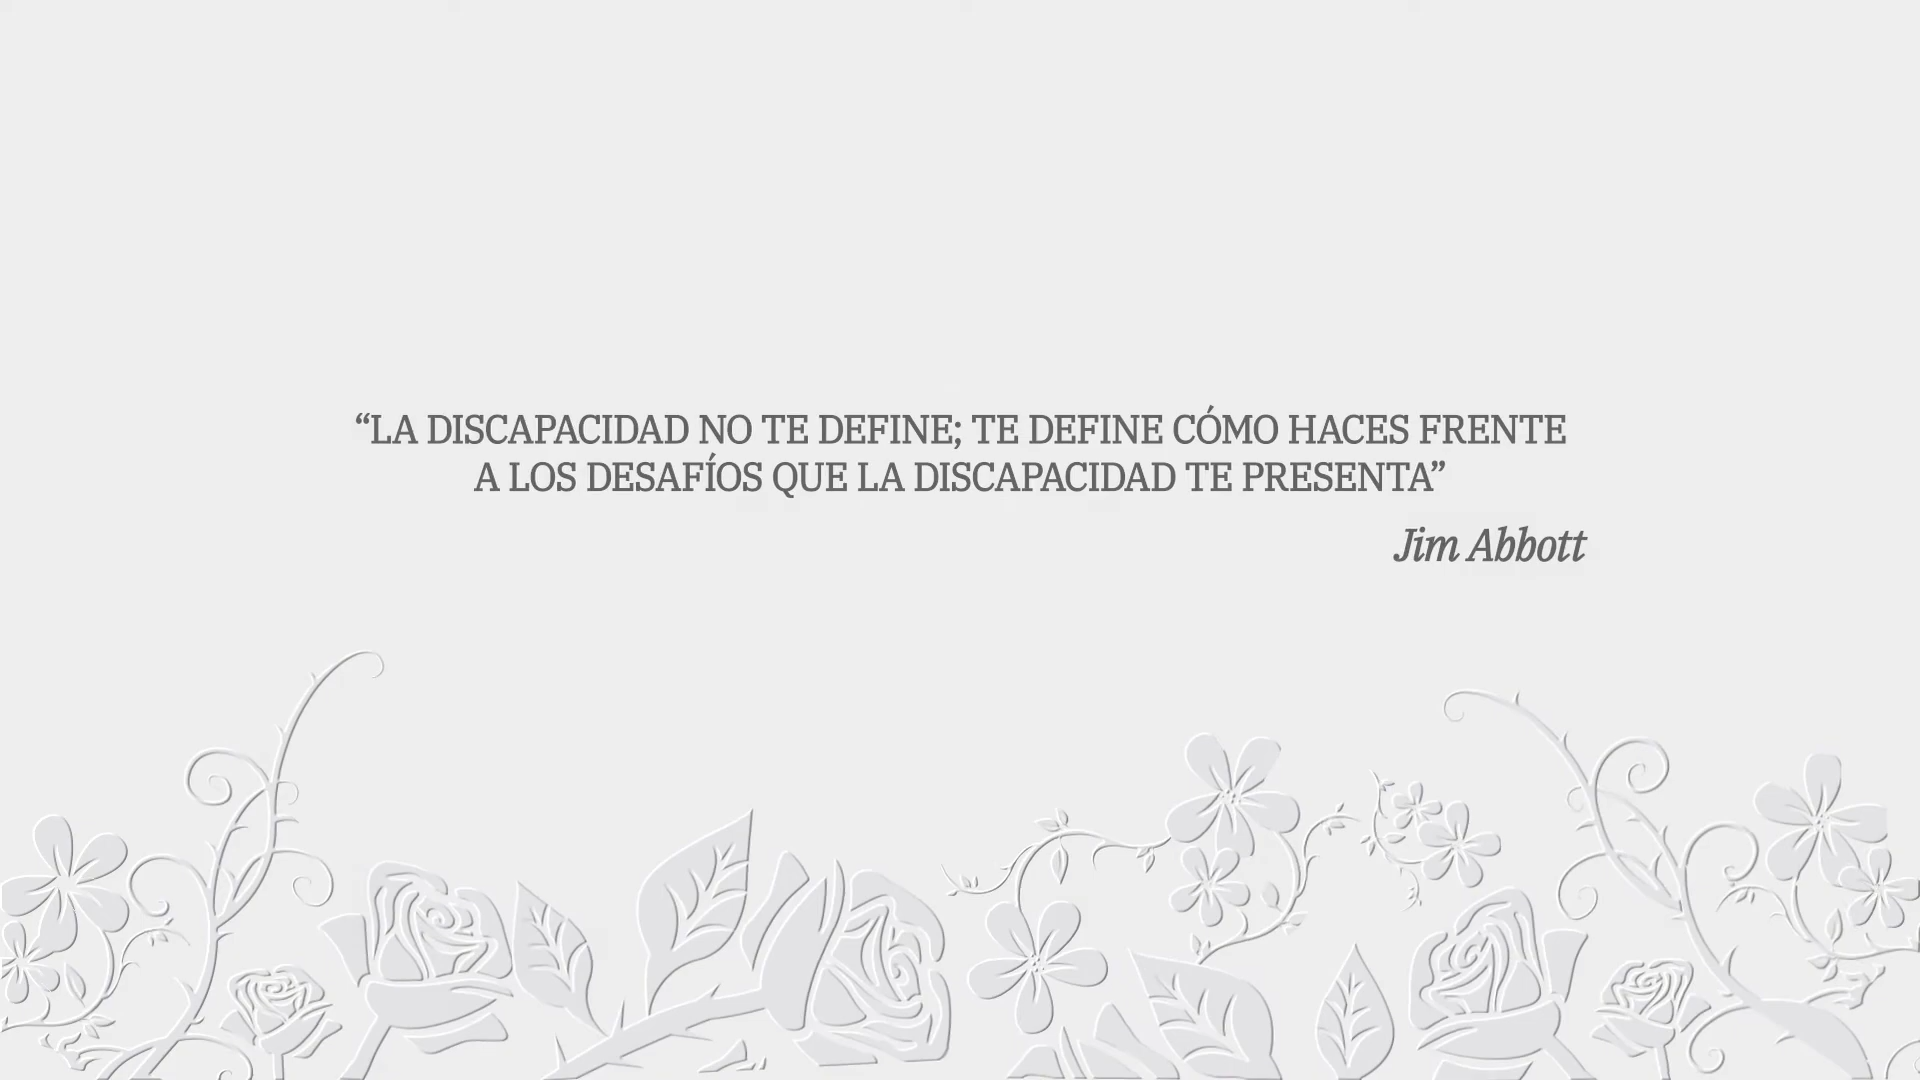 “LA DISCAPACIDAD NO TE DEFINE; TE DEFINE CÓMO HACES FRENTE
A LOS DESAFÍOS QUE LA DISCAPACIDAD TE PRESENTA”
Jim Abbott